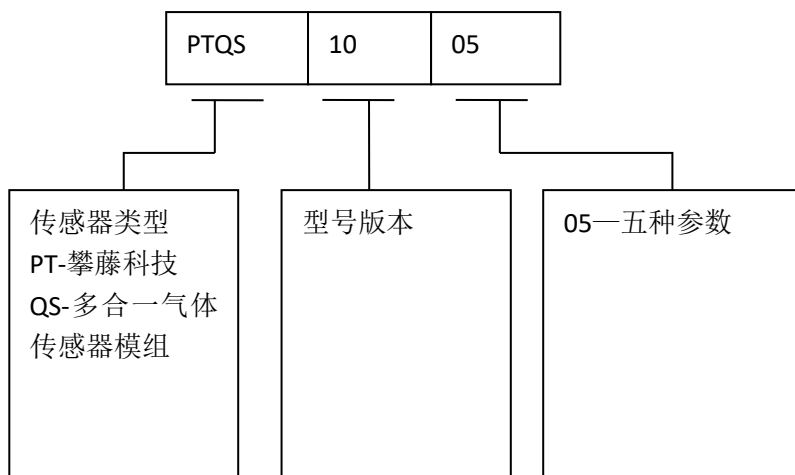 PTQS 10 05
传感器类型
PT-攀藤科技
QS-多合一气体
传感器模组
型号版本
05—五种参数